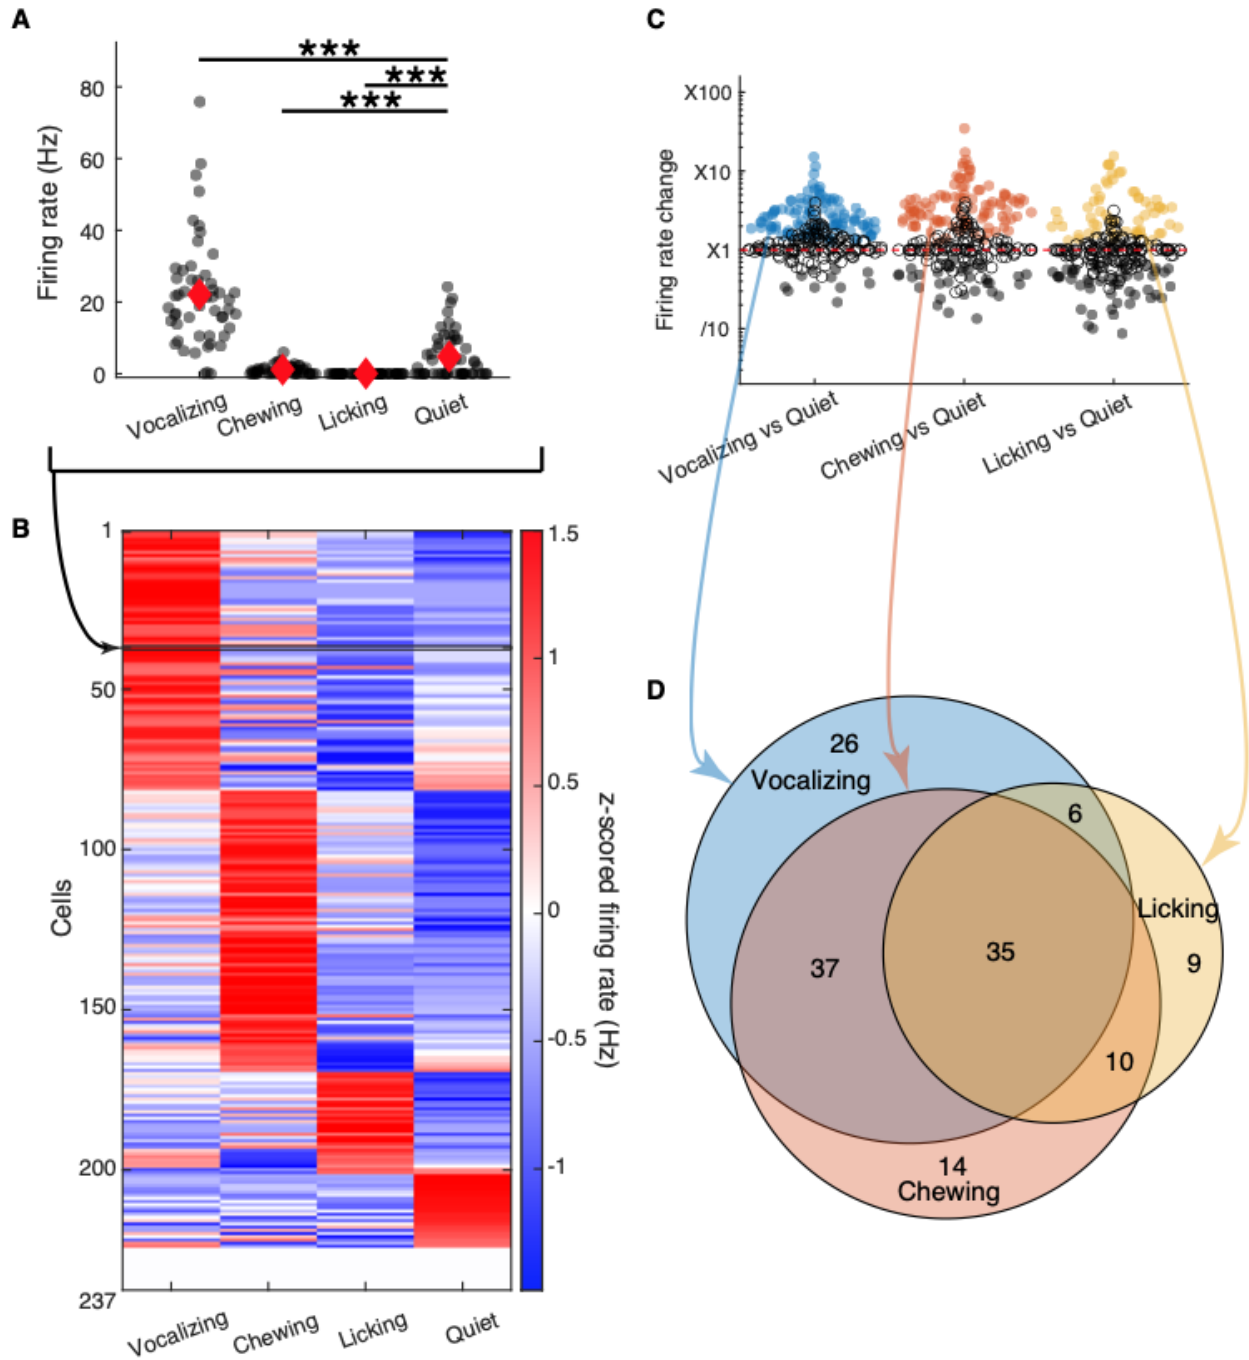 A
***
***
***
Firing rate (Hz)
80
60
40
20
0
Vocalizing
Chewing
Licking
Quiet
C
Firing rate change
X100
X10
X1
/10
Vocalizing vs Quiet
Chewing vs Quiet
Licking vs Quiet
B
Cells
1
50
100
150
200
237
Vocalizing
Chewing
Licking
Quiet
1.5
1
0.5
0
-0.5
-1
z-scored firing rate (Hz)
D
26
Vocalizing
6
Licking
37
35
9
10
14
Chewing